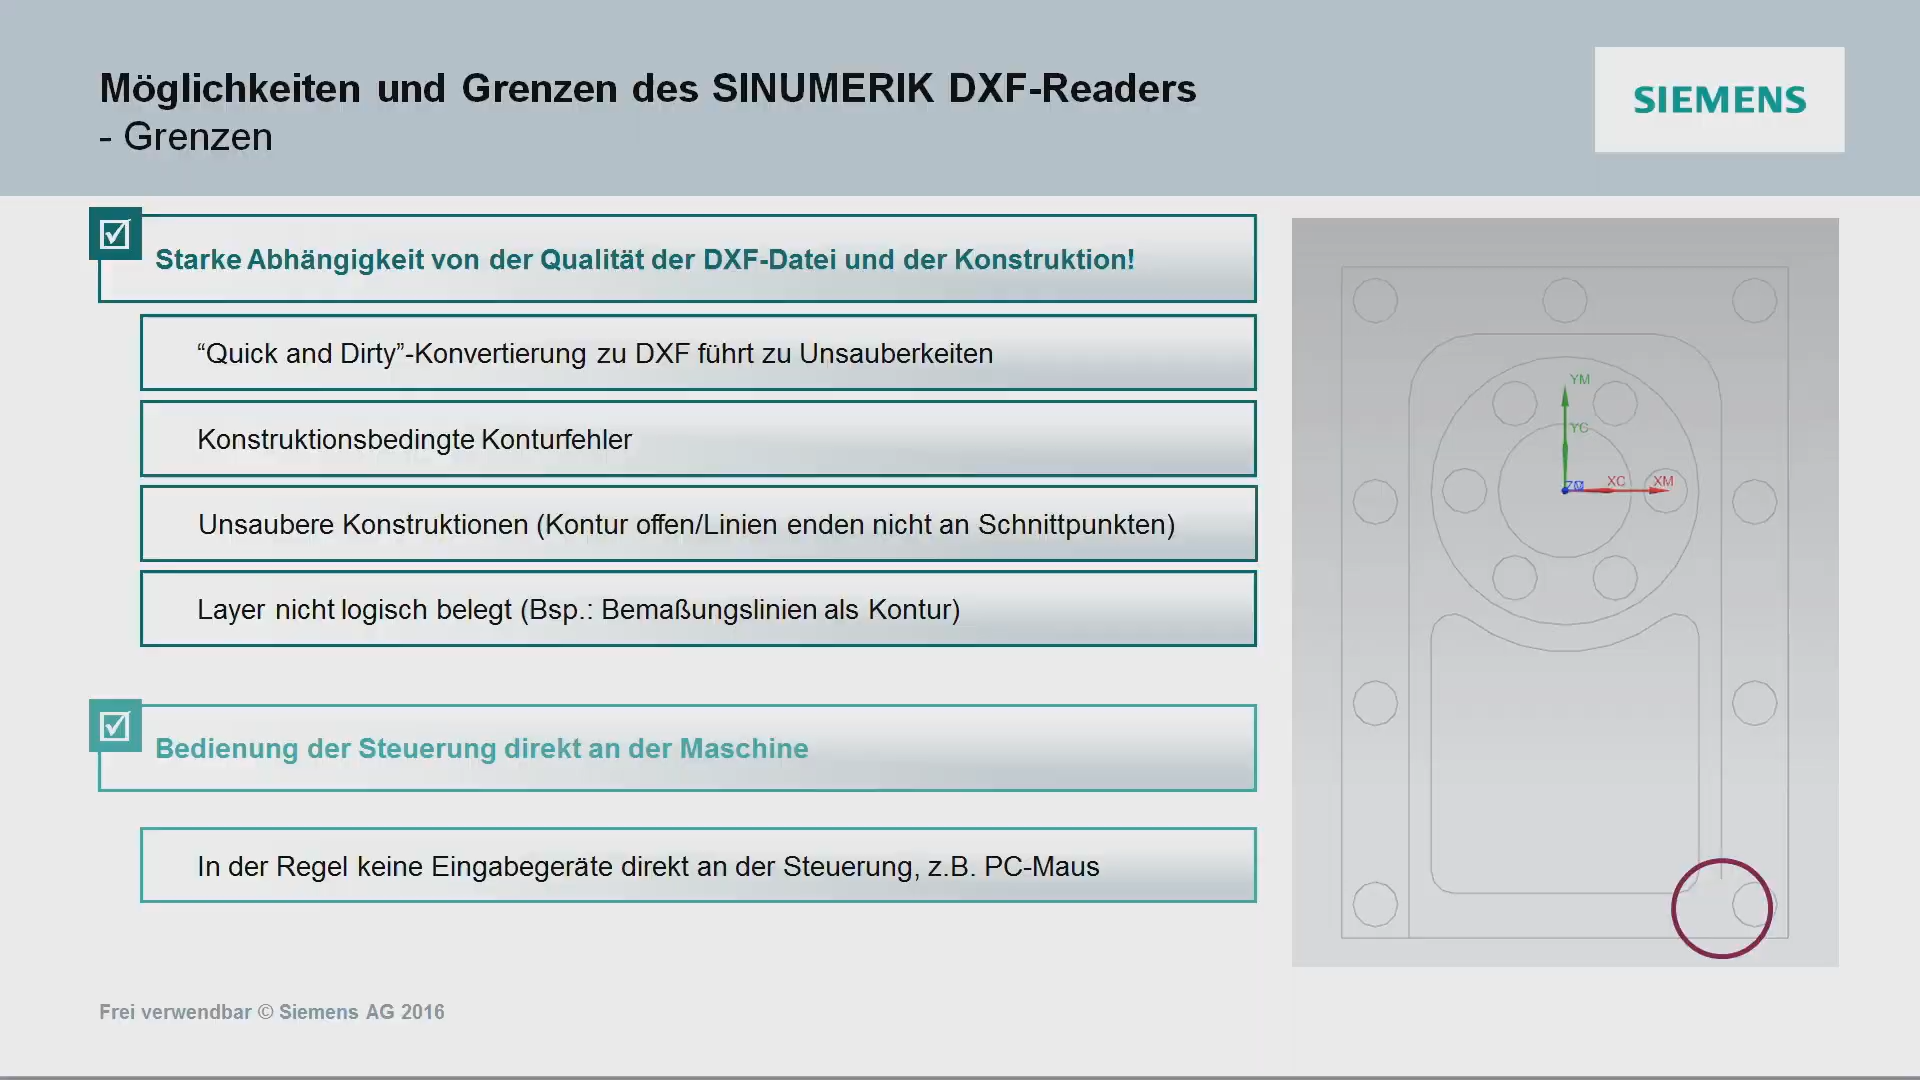 Möglichkeiten und Grenzen des SINUMERIK DXF-Readers
- Grenzen
SIEMENS
Starke Abhängigkeit von der Qualität der DXF-Datei und der Konstruktion!
“Quick and Dirty”-Konvertierung zu DXF führt zu Unsauberkeiten
Konstruktionsbedingte Konturfehler
Unsaubere Konstruktionen (Kontur offen/Linien enden nicht an Schnittpunkten)
Layer nicht logisch belegt (Bsp.: Bemaßungslinien als Kontur)
Bedienung der Steuerung direkt an der Maschine
In der Regel keine Eingabegeräte direkt an der Steuerung, z.B. PC-Maus
YM
YC
XC XM
Frei verwendbar © Siemens AG 2016